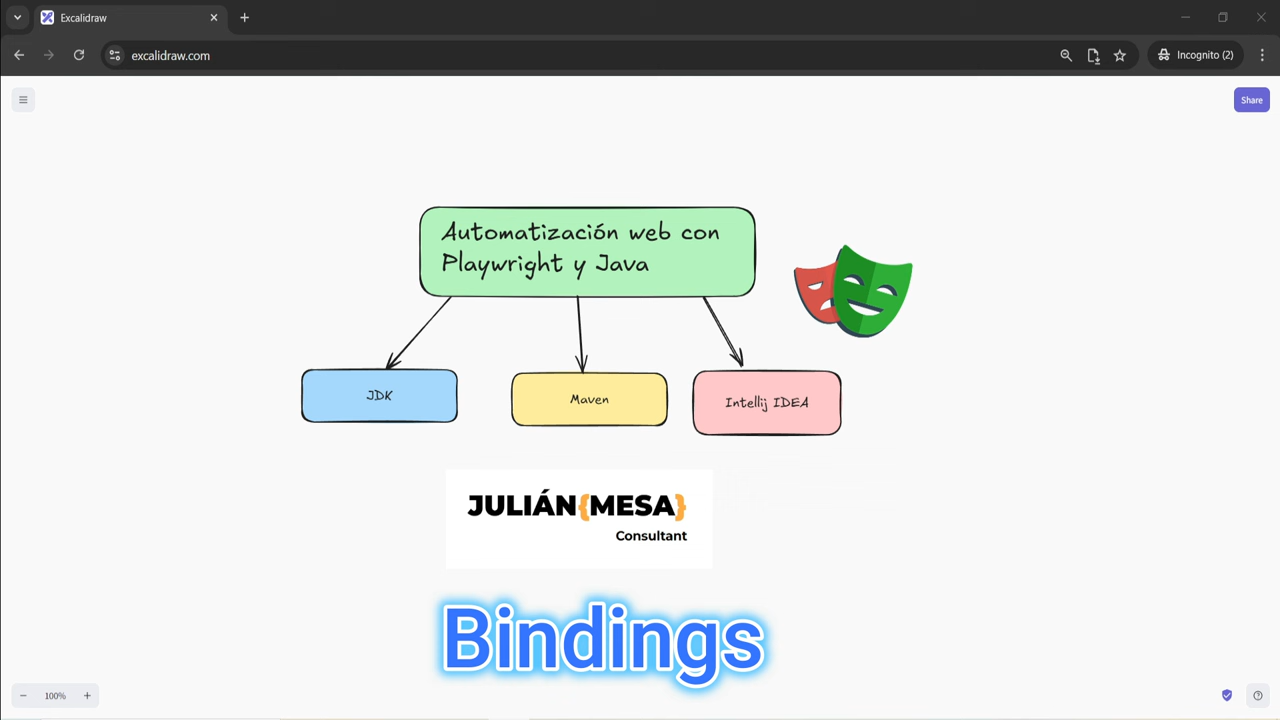 Excalidraw
excalidraw.com
Incognito (2)
Share
Automatización web con
Playwright y Java
JDK
Maven
Intellij IDEA
JULIÁN{MESA}
Consultant
Bindings
100%